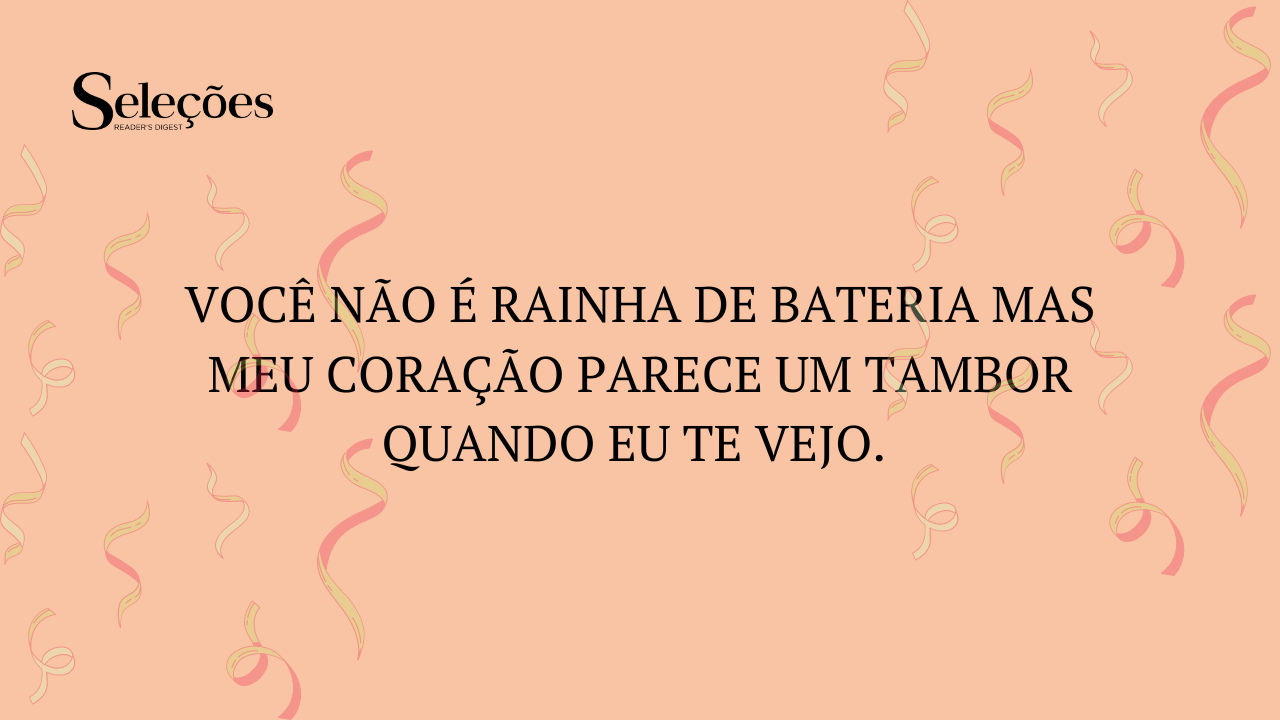 Seleções
READER'S DIGEST
VOCÊ NÃO É RAINHA DE BATERIA MAS
MEU CORAÇÃO PARECE UM TAMBOR
QUANDO EU TE VEJO.